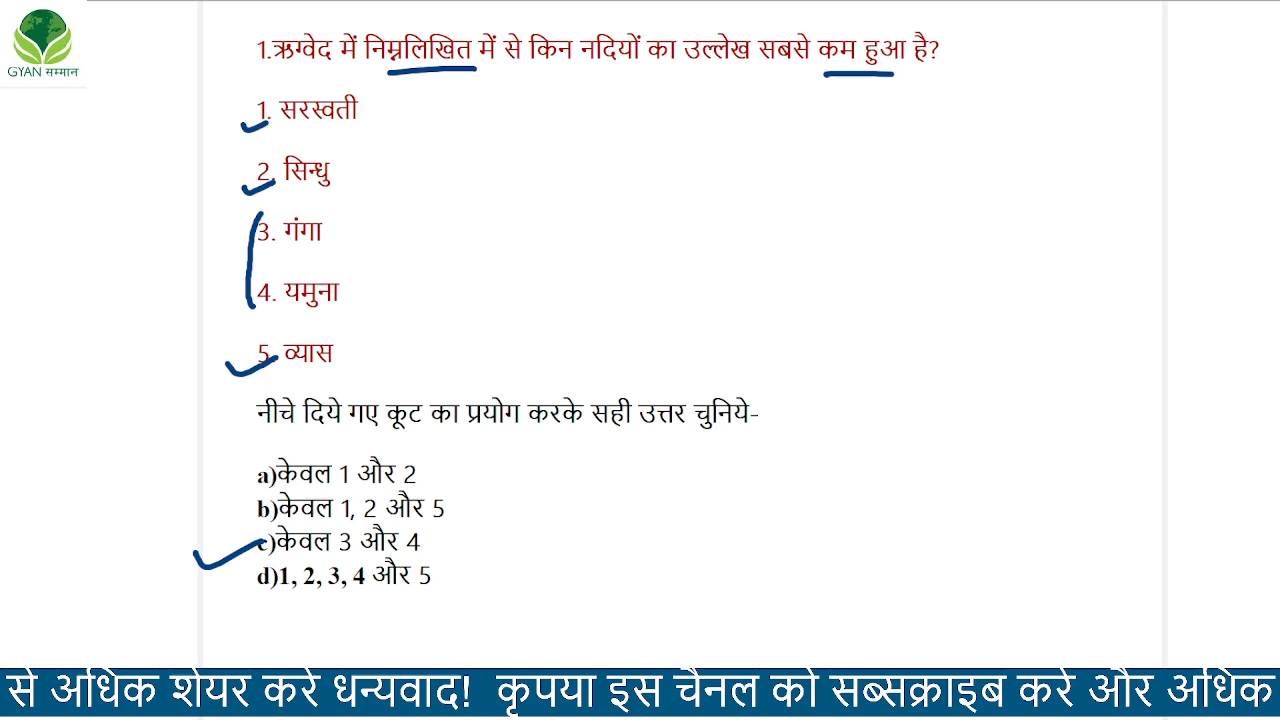 GYAN सम्मान
1.ऋग्वेद में निम्नलिखित में से किन नदियों का उल्लेख सबसे कम हुआ है?
1. सरस्वती
2. सिन्धु
3. गंगा
4. यमुना
5. व्यास
नीचे दिये गए कूट का प्रयोग करके सही उत्तर चुनिये-
a)केवल 1 और 2
b)केवल 1, 2 और 5
c)केवल 3 और 4
d)1, 2, 3, 4 और 5
से अधिक शेयर करे धन्यवाद! कृपया इस चैनल को सब्सक्राइब करे और अधिक